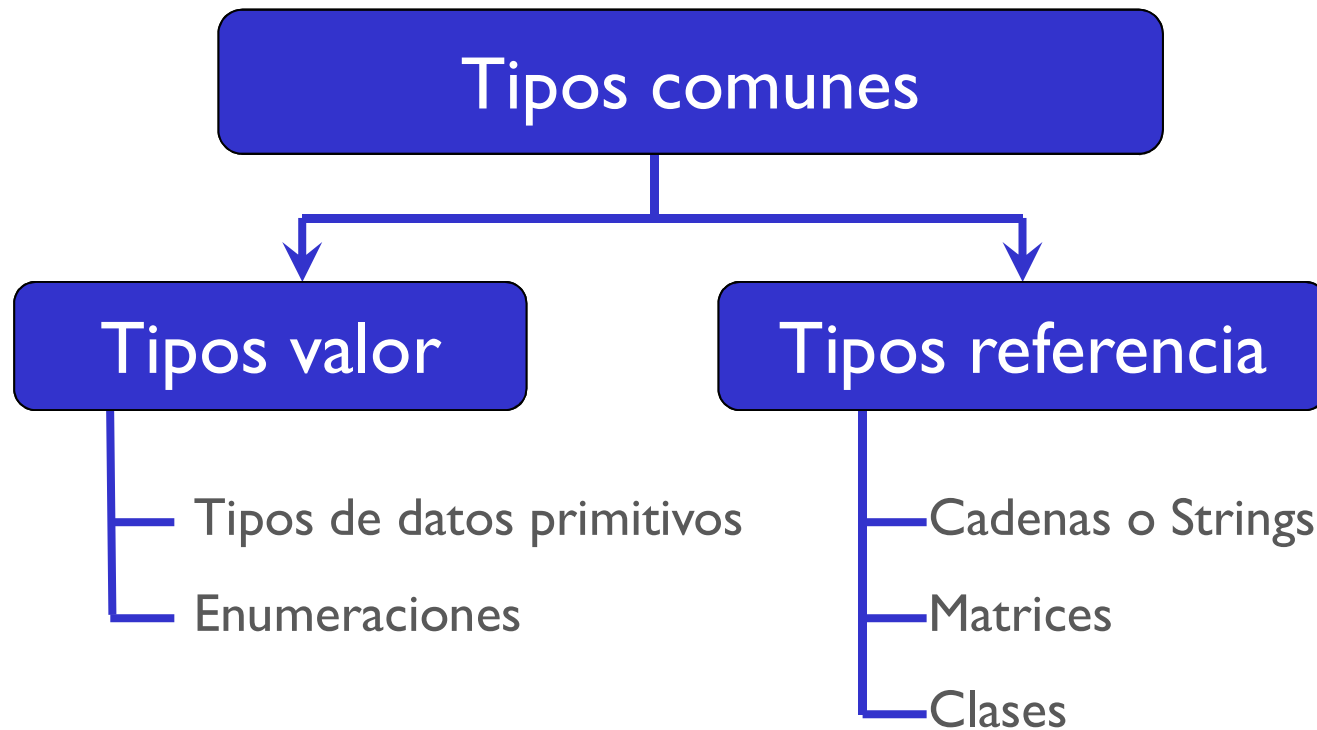 Tipos comunes
Tipos valor
Tipos referencia
Tipos de datos primitivos
Enumeraciones
Cadenas o Strings
Matrices
Clases